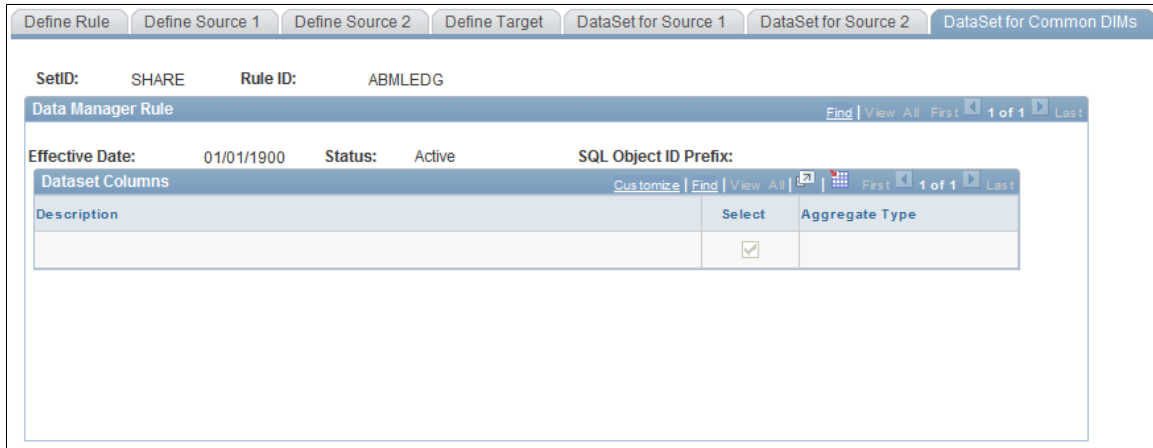 Define Rule Define Source 1 Define Source 2 Define Target DataSet for Source 1 DataSet for Source 2 DataSet for Common DIMs
SetID: SHARE Rule ID: ABMLEDG
Data Manager Rule Find | View All First 1 of 1 Last
Effective Date: 01/01/1900 Status: Active SQL Object ID Prefix:
Dataset Columns Customize | Find | View All | | First 1 of 1 Last
Description Select Aggregate Type